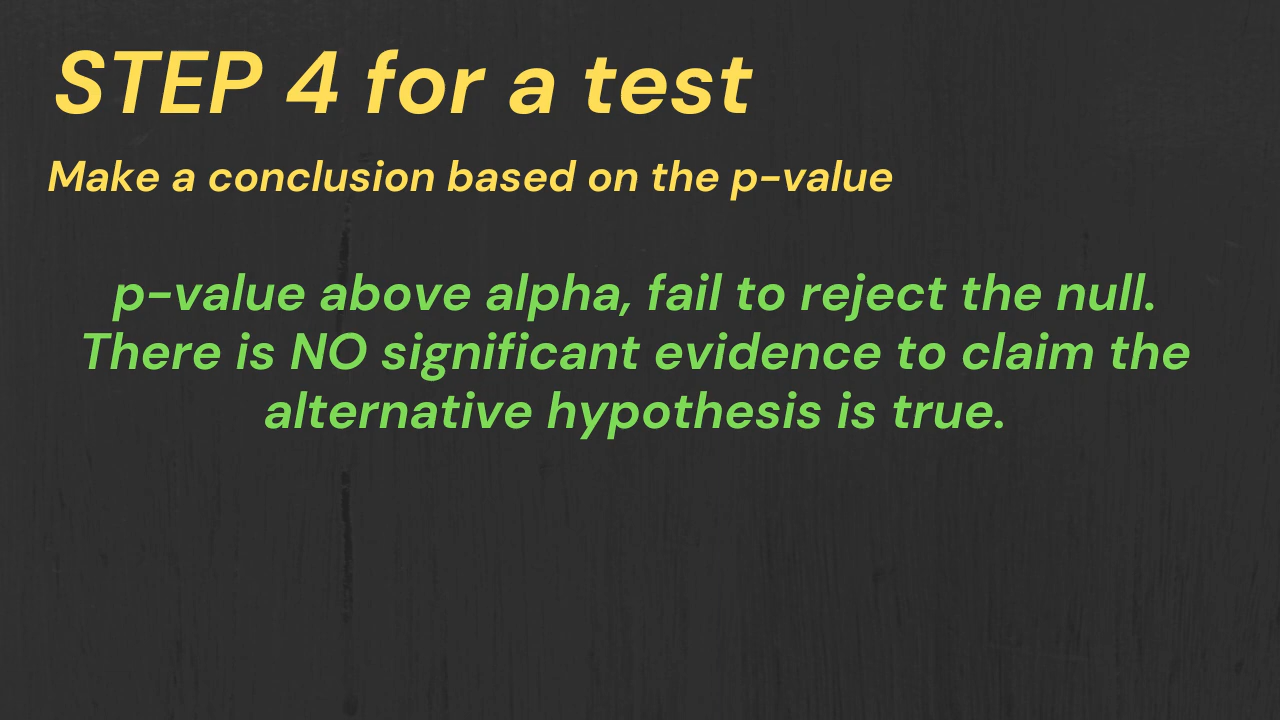 STEP 4 for a test
Make a conclusion based on the p-value
p-value above alpha, fail to reject the null.
There is NO significant evidence to claim the
alternative hypothesis is true.